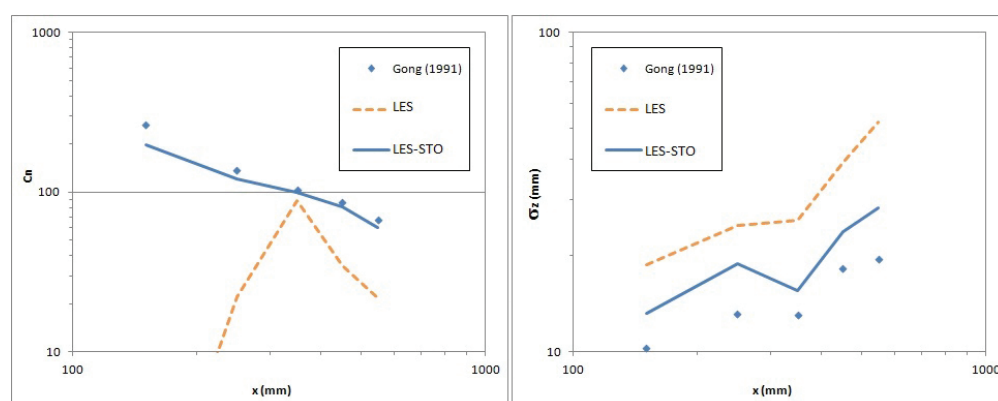 1000
100
10
Cn
100
1000
x (mm)
Gong (1991)
LES
LES-STO
100
10
σz (mm)
100
1000
x (mm)
Gong (1991)
LES
LES-STO